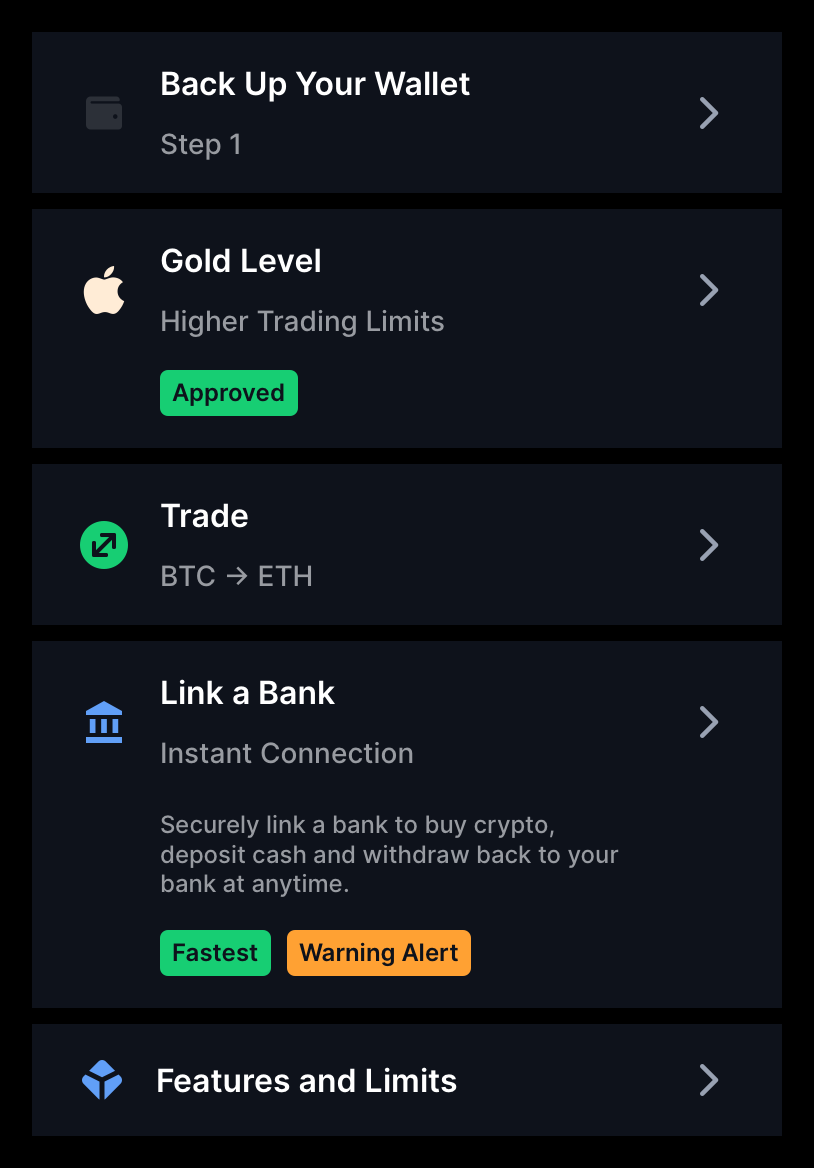 Back Up Your Wallet
Step 1
Gold Level
Higher Trading Limits
Approved
Trade
BTC → ETH
Link a Bank
Instant Connection
Securely link a bank to buy crypto,
deposit cash and withdraw back to your
bank at anytime.
Fastest Warning Alert
Features and Limits